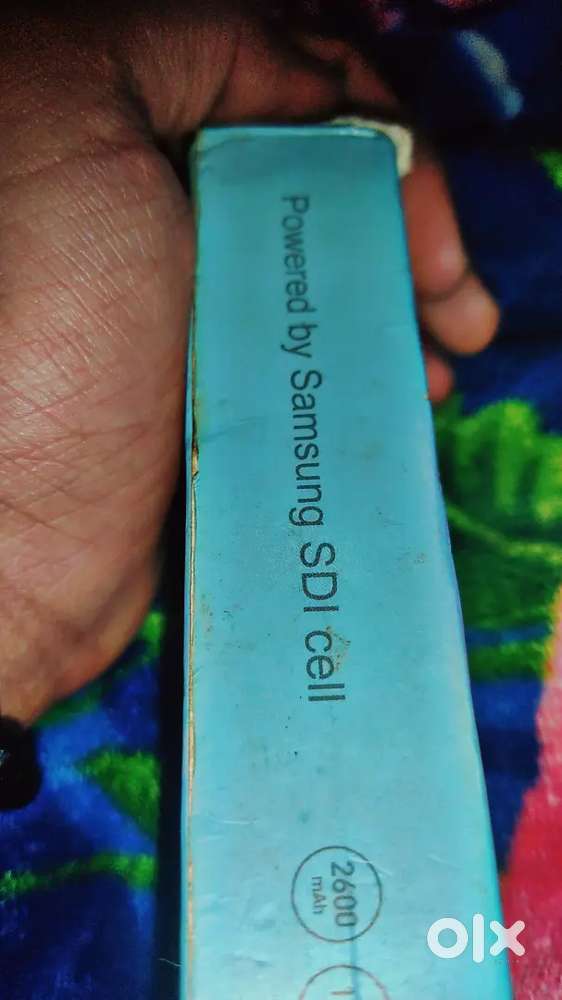 Powered by Samsung SDI cell
2600
mAh
olx